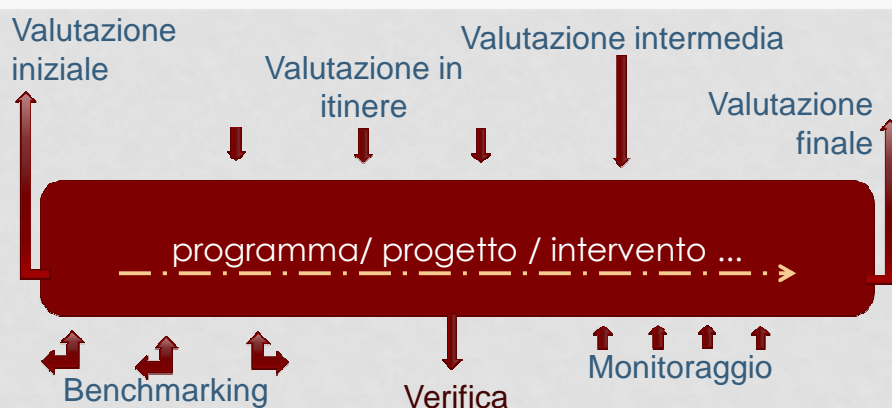 Valutazione
iniziale
Valutazione in
itinere
Valutazione intermedia
Valutazione
finale
programma/ progetto / intervento ...
Benchmarking
Verifica
Monitoraggio